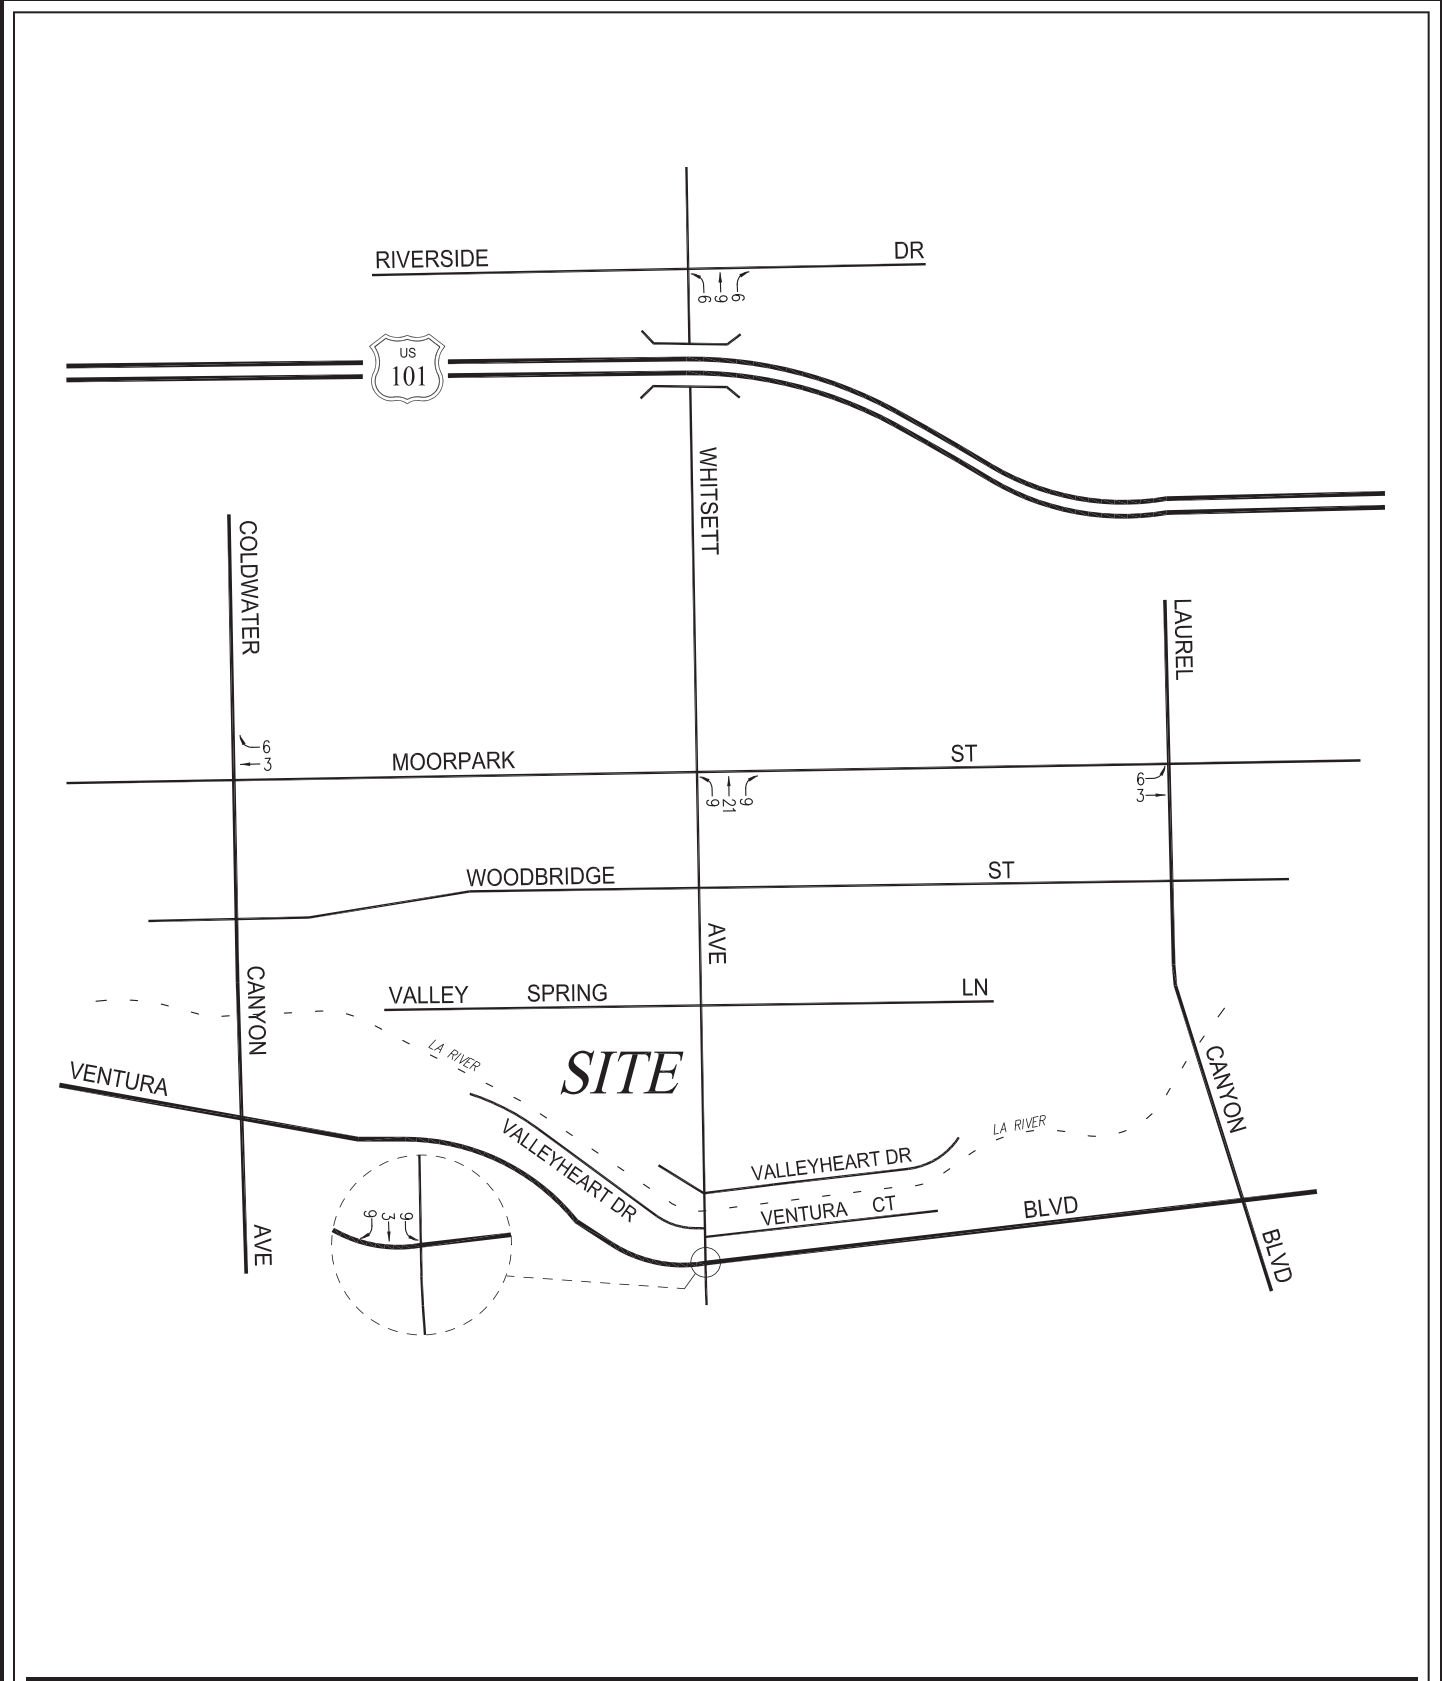 RIVERSIDE DR
6 9 6
US
101
WHITSETT
COLDWATER
LAUREL
6
3
MOORPARK ST
6
3
9 21 9
WOODBRIDGE ST
AVE
CANYON
VALLEY SPRING LN
LA RIVER
SITE
VENTURA
CANYON
VALLEYHEART DR
LA RIVER
VALLEYHEART DR
VENTURA CT
BLVD
9 3 9
AVE
BLVD